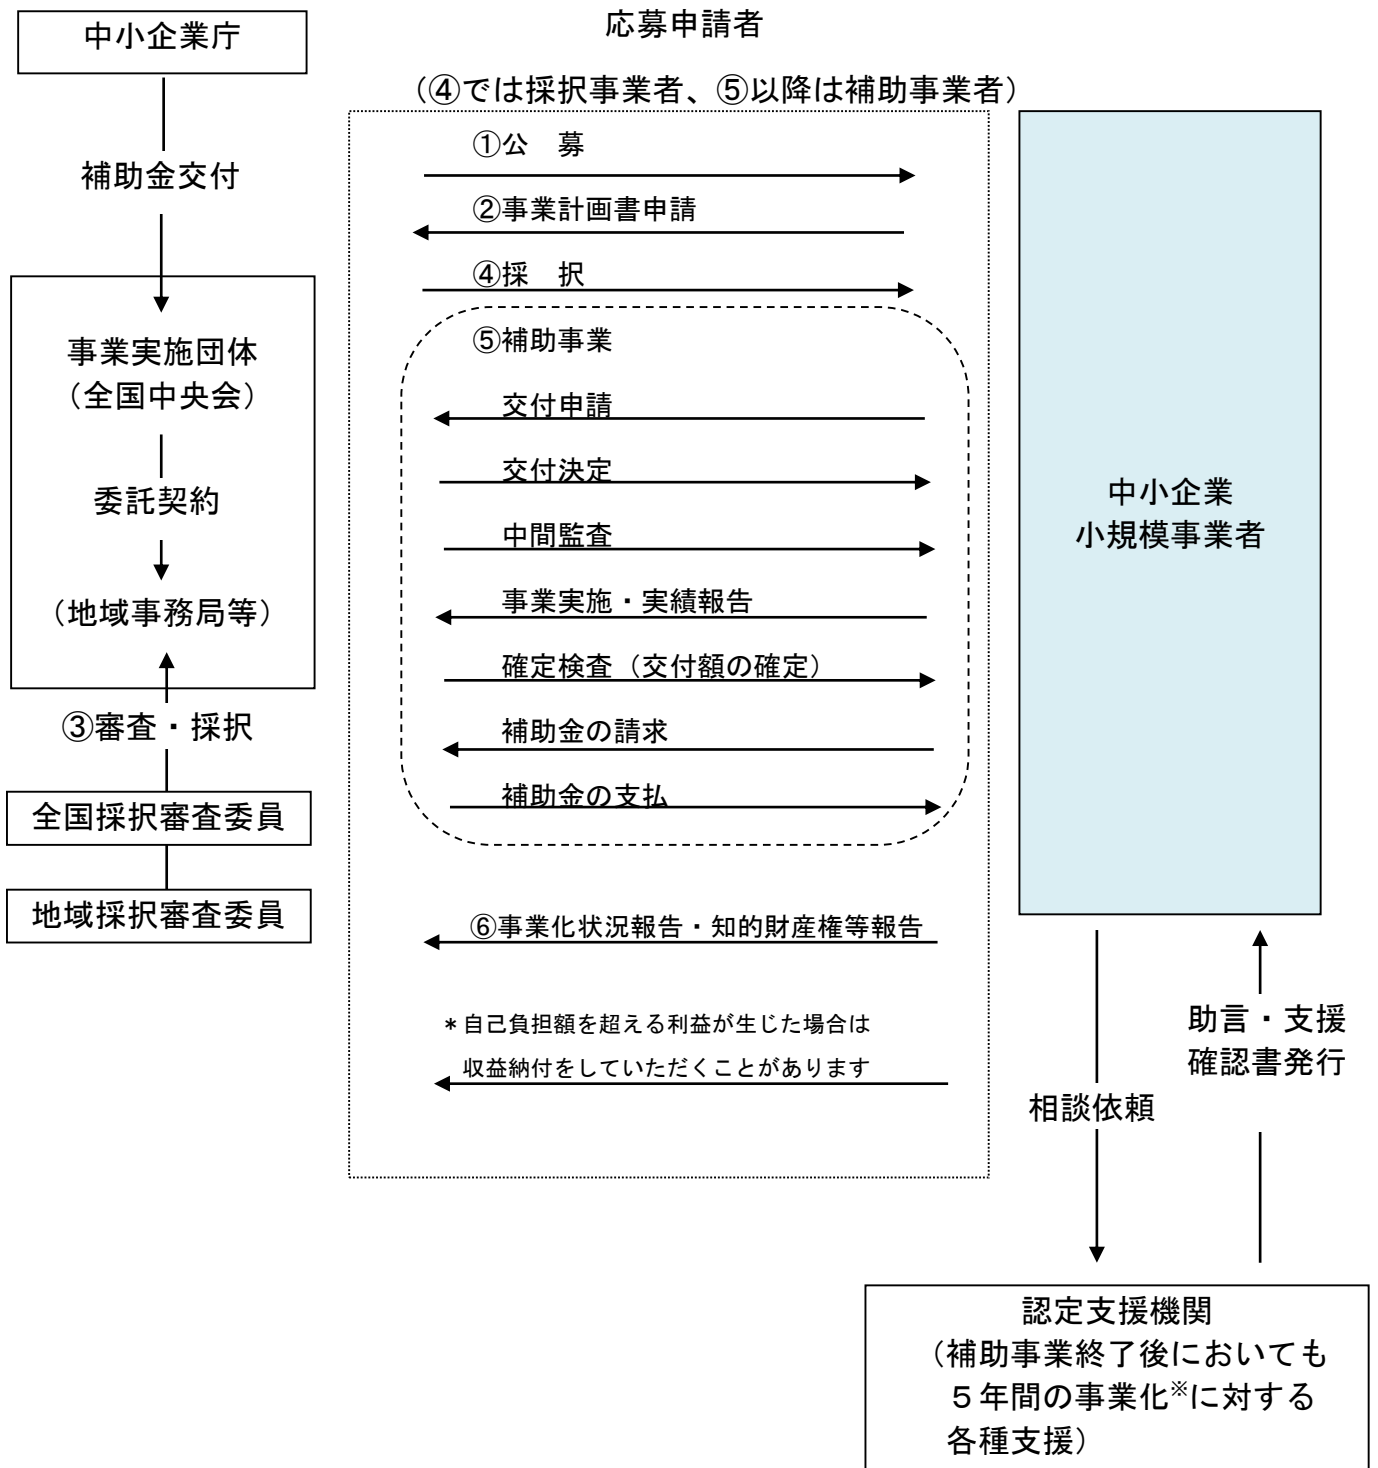 中小企業庁
補助金交付
事業実施団体
(全国中央会)
委託契約
(地域事務局等)
③審査・採択
全国採択審査委員
地域採択審査委員
応募申請者
(④では採択事業者、⑤以降は補助事業者)
①公 募
②事業計画書申請
④採 択
⑤補助事業
交付申請
交付決定
中間監査
事業実施・実績報告
確定検査(交付額の確定)
補助金の請求
補助金の支払
⑥事業化状況報告・知的財産権等報告
*自己負担額を超える利益が生じた場合は
収益納付をしていただくことがあります
中小企業
小規模事業者
相談依頼
助言・支援
確認書発行
認定支援機関
(補助事業終了後においても
5年間の事業化※に対する
各種支援)